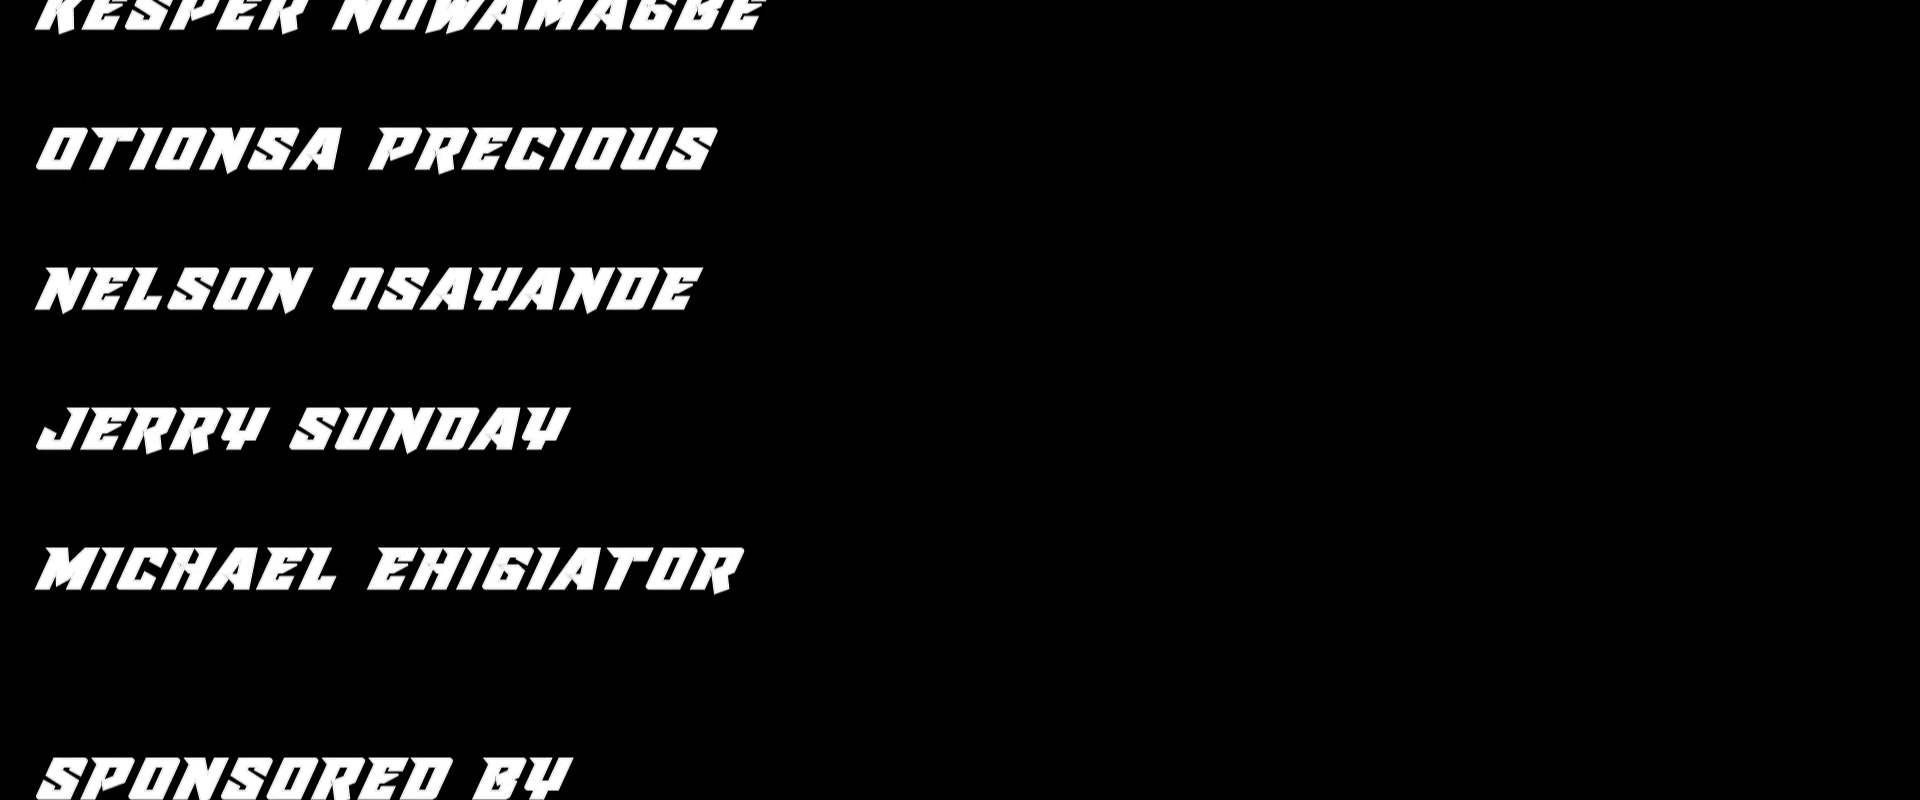 KESPER NOWAMAGBE
OTIONSA PRECIOUS
NELSON OSAYANDE
JERRY SUNDAY
MICHAEL EHIGIATOR
SPONSORED BY